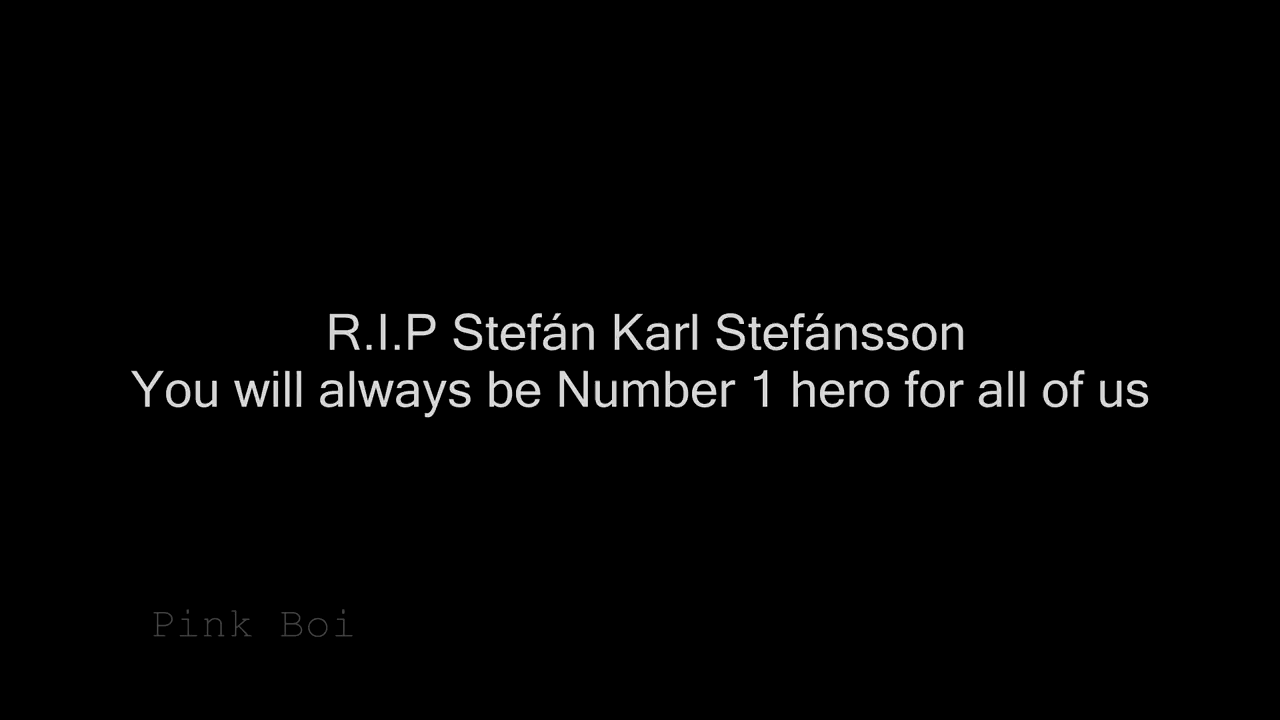 R.I.P Stefán Karl Stefánsson
You will always be Number 1 hero for all of us
Pink Boi